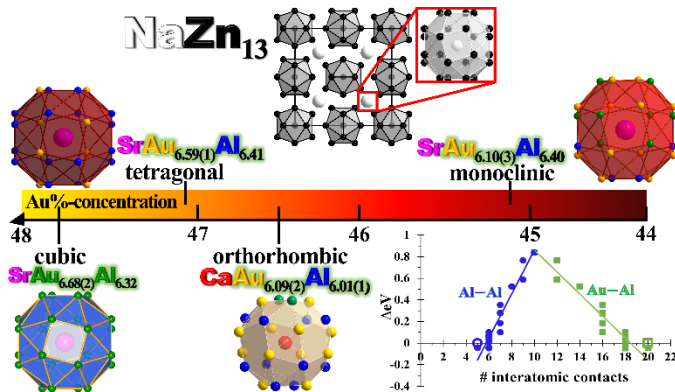 NaZn13
SrAu6.59(1)Al6.41
tetragonal
SrAu6.10(3)Al6.40
monoclinic
Au%-concentration
48 47 46 45 44
cubic
SrAu6.68(2)Al6.32
orthorhombic
CaAu6.09(2)Al6.01(1)
1
0.8
0.6
0.4
0.2
0
-0.2
-0.4
ΔeV
Al–Al
Au–Al
0 2 4 6 8 10 12 14 16 18 20 22
# interatomic contacts